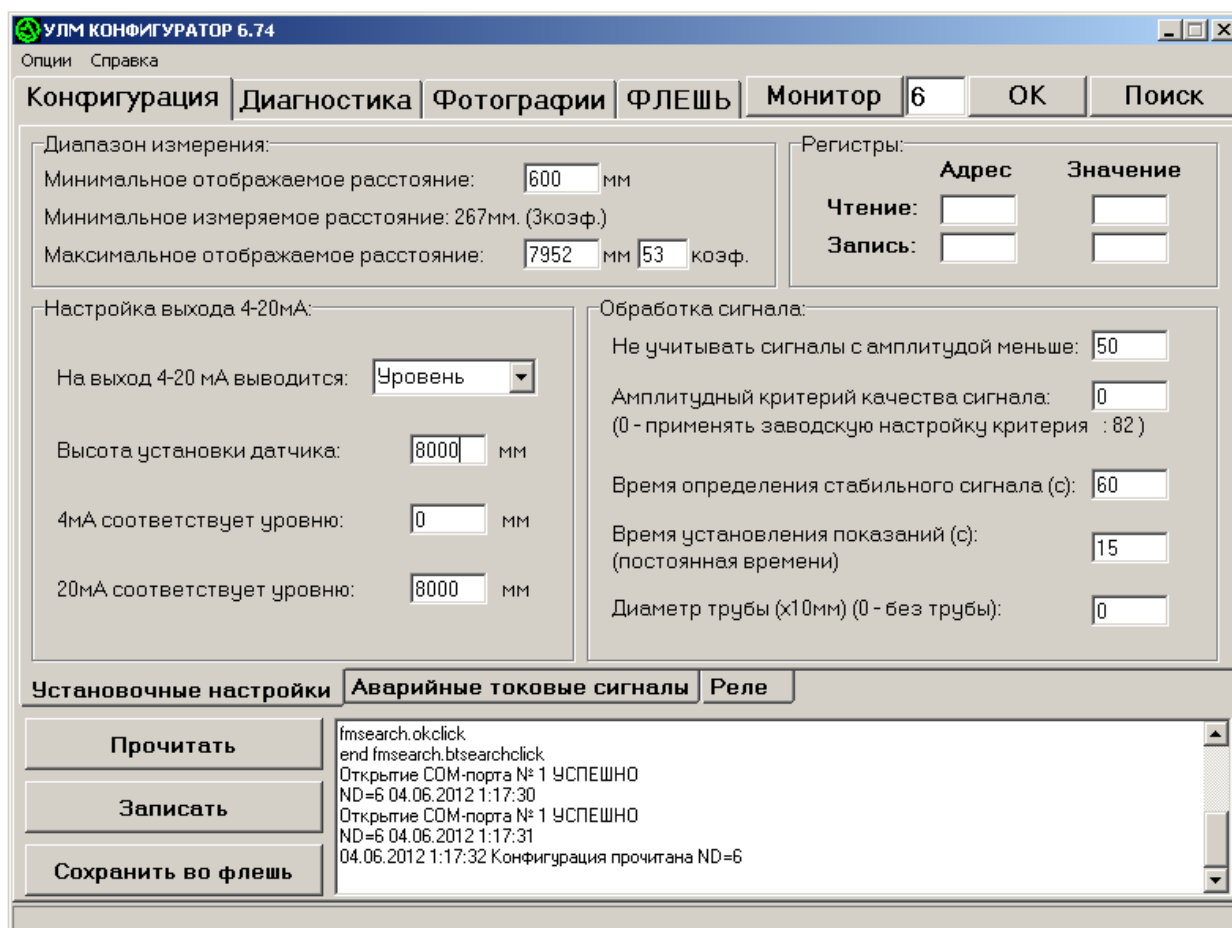 УЛМ КОНФИГУРАТОР 6.74
Опции Справка
Конфигурация Диагностика Фотографии ФЛЕШЬ Монитор 6 ОК Поиск
Диапазон измерения:
Минимальное отображаемое расстояние: 600 мм
Минимальное измеряемое расстояние: 267мм. (3коэф.)
Максимальное отображаемое расстояние: 7952 мм 53 коэф.
Регистры:
Адрес Значение
Чтение:
Запись:
Настройка выхода 4-20мА:
На выход 4-20 мА выводится: Уровень
Высота установки датчика: 8000 мм
4мА соответствует уровню: 0 мм
20мА соответствует уровню: 8000 мм
Обработка сигнала:
Не учитывать сигналы с амплитудой меньше: 50
Амплитудный критерий качества сигнала: 0
(0 - применять заводскую настройку критерия : 82 )
Время определения стабильного сигнала (с): 60
Время установления показаний (с): 15
(постоянная времени)
Диаметр трубы (х10мм) (0 - без трубы): 0
Установочные настройки Аварийные токовые сигналы Реле
Прочитать
Записать
Сохранить во флешь
fmsearch.okclick
end fmsearch.btsearchclick
Открытие COM-порта № 1 УСПЕШНО
ND=6 04.06.2012 1:17:30
Открытие COM-порта № 1 УСПЕШНО
ND=6 04.06.2012 1:17:31
04.06.2012 1:17:32 Конфигурация прочитана ND=6